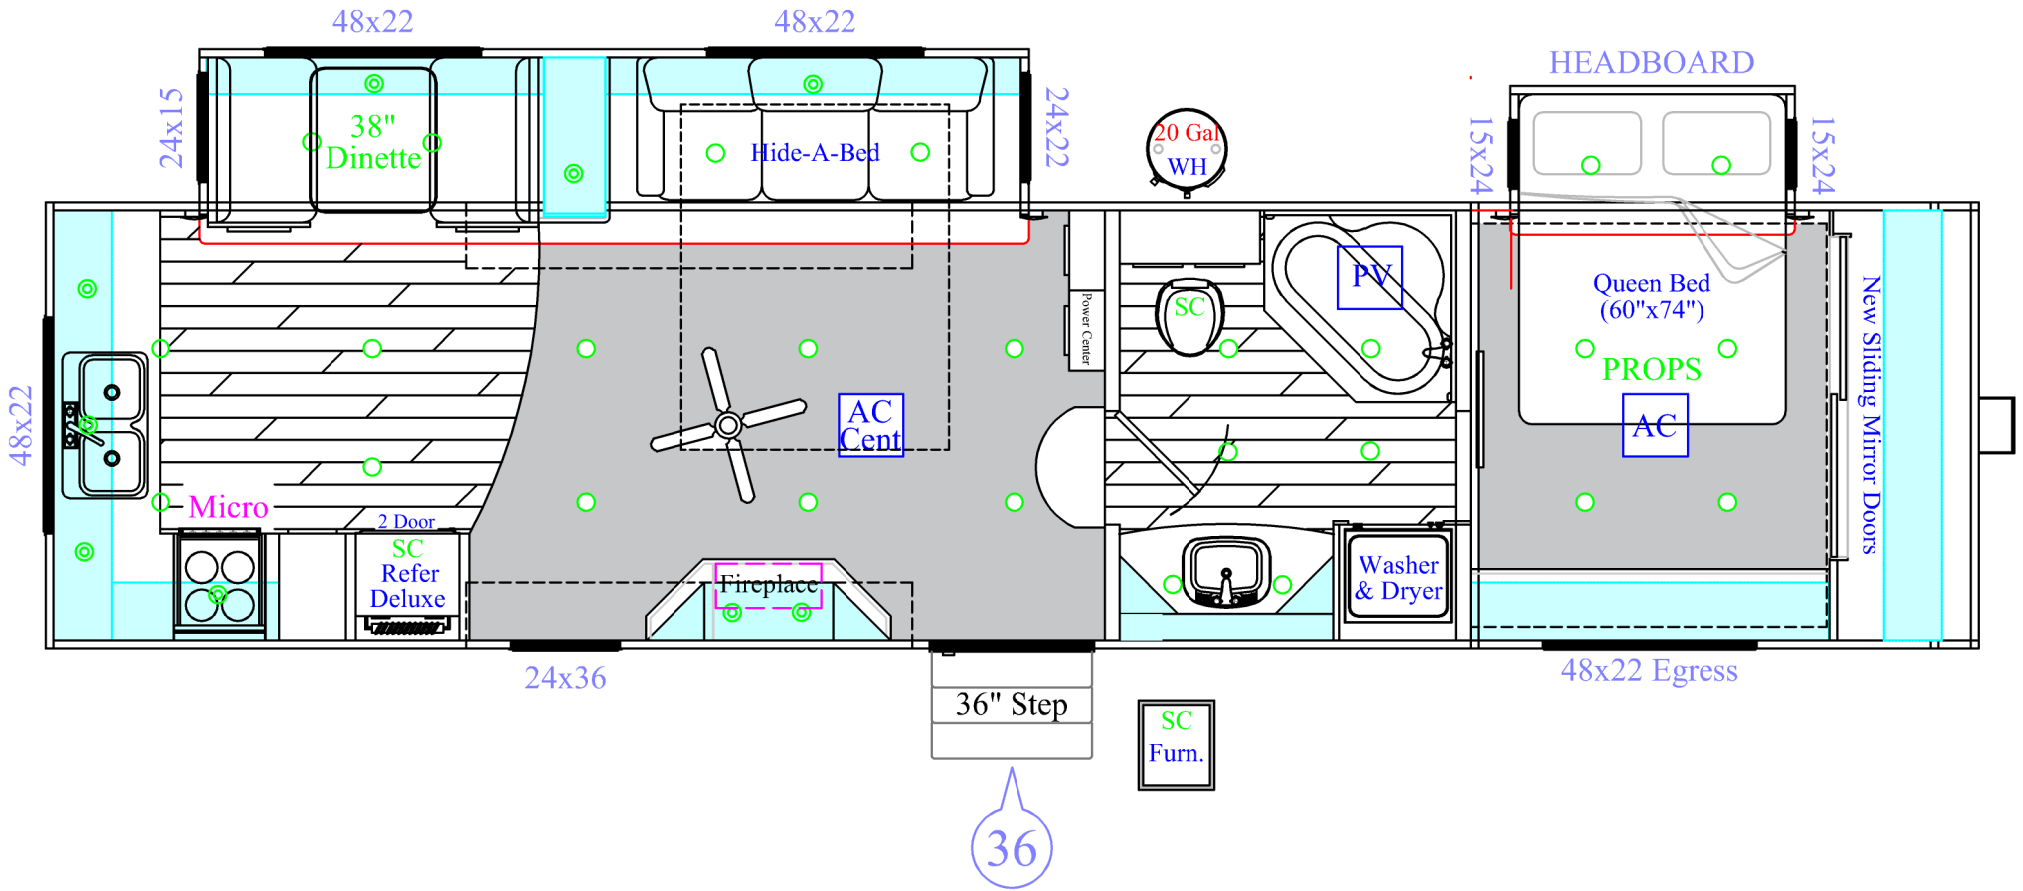 48x22
48x22
HEADBOARD
24x15
38"
Dinette
Hide-A-Bed
24x22
20 Gal
WH
15x24
15x24
PV
SC
Power Center
Queen Bed
(60"x74")
PROPS
AC
New Sliding Mirror Doors
48x22
AC
Cent
Micro
2 Door
SC
Refer
Deluxe
Fireplace
Washer
& Dryer
24x36
36" Step
48x22 Egress
SC
Furn.
36